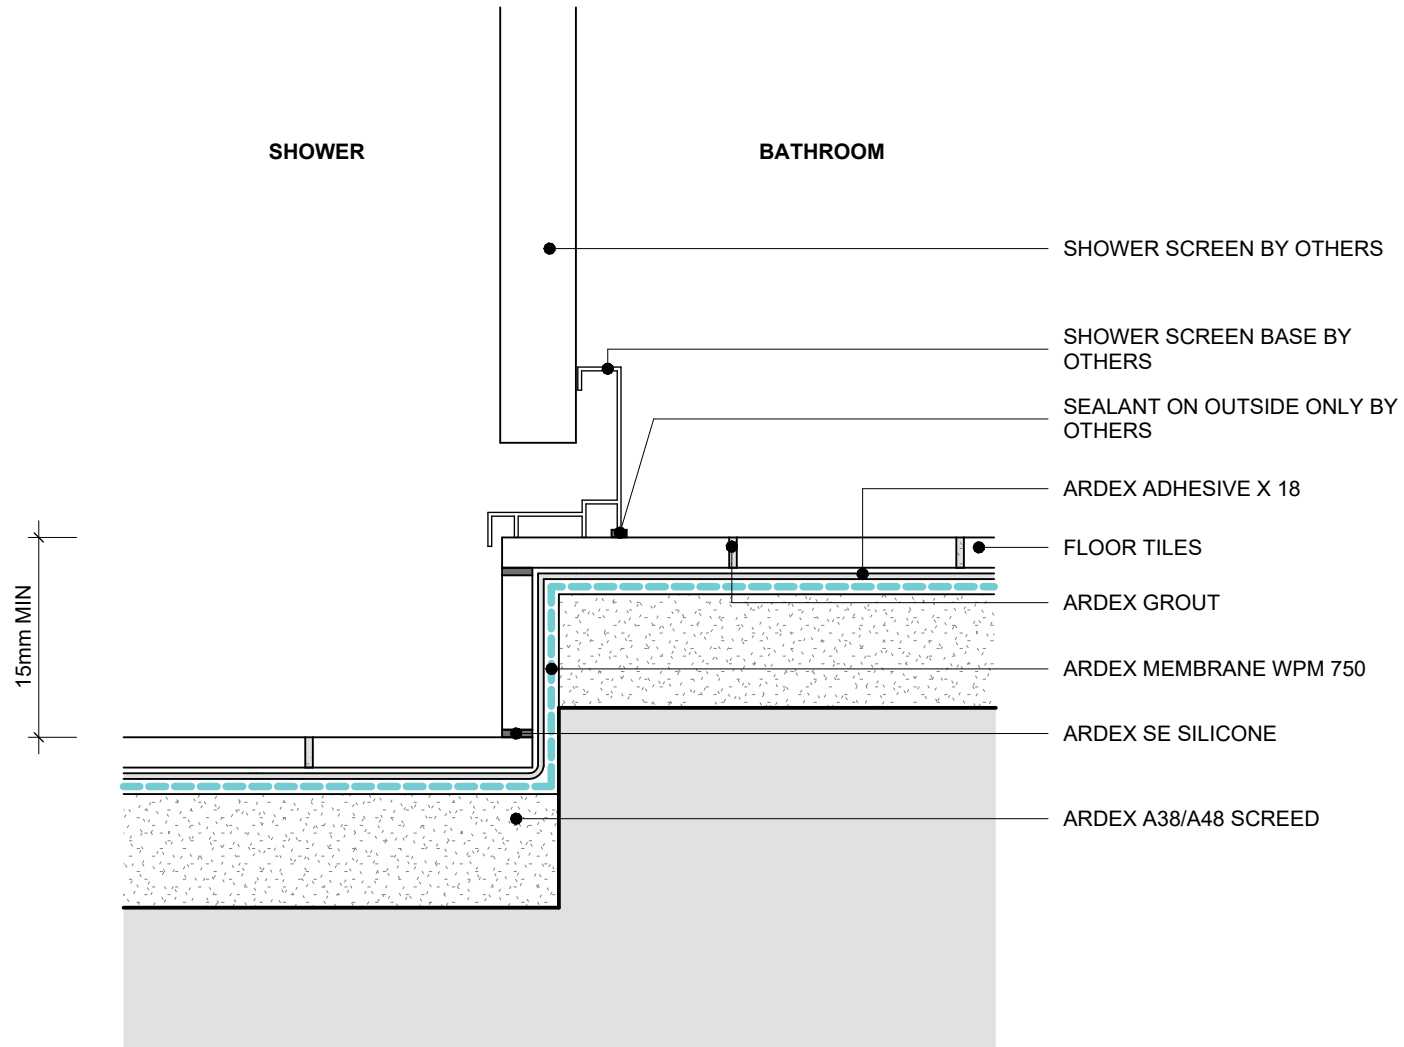 SHOWER
BATHROOM
SHOWER SCREEN BY OTHERS
SHOWER SCREEN BASE BY
OTHERS
SEALANT ON OUTSIDE ONLY BY
OTHERS
ARDEX ADHESIVE X 18
FLOOR TILES
ARDEX GROUT
ARDEX MEMBRANE WPM 750
ARDEX SE SILICONE
ARDEX A38/A48 SCREED
15mm MIN